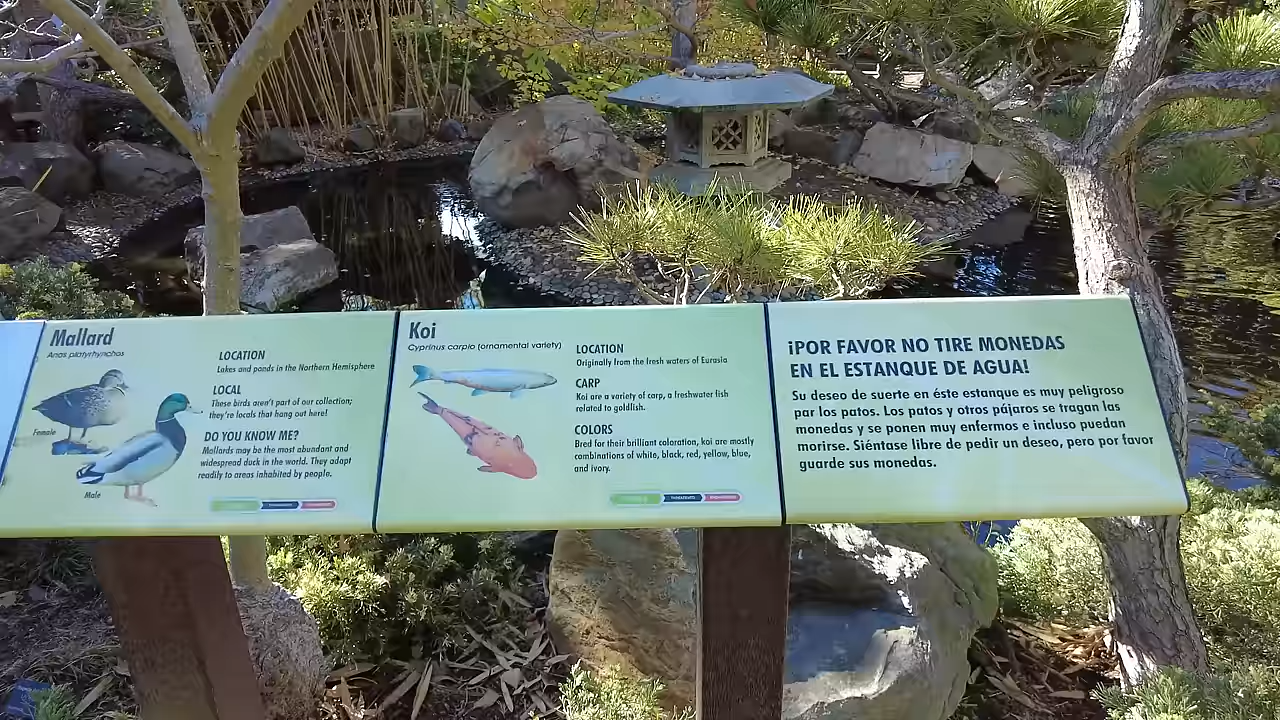 Mallard
Anas platyrhynchos
Female
Male
LOCATION
Lakes and ponds in the Northern Hemisphere
LOCAL
These birds aren't part of our collection;
they're locals that hang out here!
DO YOU KNOW ME?
Mallards may be the most abundant and
widespread duck in the world. They adapt
readily to areas inhabited by people.
Koi
Cyprinus carpio (ornamental variety)
LOCATION
Originally from the fresh waters of Eurasia
CARP
Koi are a variety of carp, a freshwater fish
related to goldfish.
COLORS
Bred for their brilliant coloration, koi are mostly
combinations of white, black, red, yellow, blue,
and ivory.
¡POR FAVOR NO TIRE MONEDAS
EN EL ESTANQUE DE AGUA!
Su deseo de suerte en éste estanque es muy peligroso
par los patos. Los patos y otros pájaros se tragan las
monedas y se ponen muy enfermos e incluso puedan
morirse. Siéntase libre de pedir un deseo, pero por favor
guarde sus monedas.